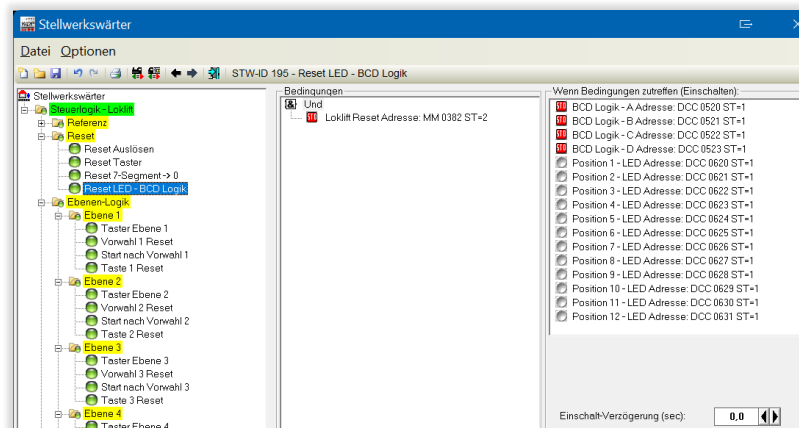 Stellwerkswärter
Datei Optionen
STW-ID 195 - Reset LED - BCD Logik
Stellwerkswärter
Steuerlogik - Loklift
Referenz
Reset
Reset Auslösen
Reset Taster
Reset 7-Segment -> 0
Reset LED - BCD Logik
Ebenen-Logik
Ebene 1
Taster Ebene 1
Vorwahl 1 Reset
Start nach Vorwahl 1
Taste 1 Reset
Ebene 2
Taster Ebene 2
Vorwahl 2 Reset
Start nach Vorwahl 2
Taste 2 Reset
Ebene 3
Taster Ebene 3
Vorwahl 3 Reset
Start nach Vorwahl 3
Taste 3 Reset
Ebene 4
Taster Ebene 4
Bedingungen
& Und
Loklift Reset Adresse: MM 0382 ST=2
Wenn Bedingungen zutreffen (Einschalten):
BCD Logik - A Adresse: DCC 0520 ST=1
BCD Logik - B Adresse: DCC 0521 ST=1
BCD Logik - C Adresse: DCC 0522 ST=1
BCD Logik - D Adresse: DCC 0523 ST=1
Position 1 - LED Adresse: DCC 0620 ST=1
Position 2 - LED Adresse: DCC 0621 ST=1
Position 3 - LED Adresse: DCC 0622 ST=1
Position 4 - LED Adresse: DCC 0623 ST=1
Position 5 - LED Adresse: DCC 0624 ST=1
Position 6 - LED Adresse: DCC 0625 ST=1
Position 7 - LED Adresse: DCC 0626 ST=1
Position 8 - LED Adresse: DCC 0627 ST=1
Position 9 - LED Adresse: DCC 0628 ST=1
Position 10 - LED Adresse: DCC 0629 ST=1
Position 11 - LED Adresse: DCC 0630 ST=1
Position 12 - LED Adresse: DCC 0631 ST=1
Einschalt-Verzögerung (sec): 0,0